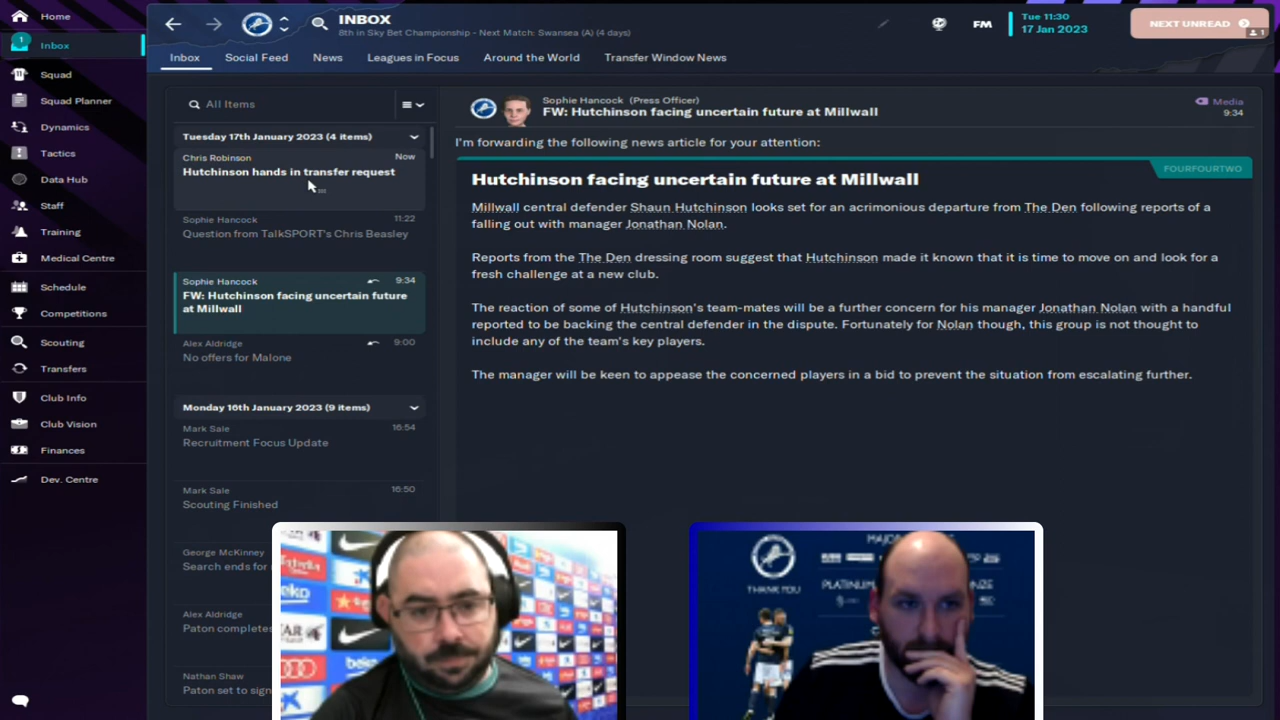 Home
1
Inbox
Squad
Squad Planner
Dynamics
Tactics
Data Hub
Staff
Training
Medical Centre
Schedule
Competitions
Scouting
Transfers
Club Info
Club Vision
Finances
Dev. Centre
INBOX
8th in Sky Bet Championship - Next Match: Swansea (A) (4 days)
FM
Tue 11:30
17 Jan 2023
NEXT UNREAD
1
Inbox
Social Feed
News
Leagues in Focus
Around the World
Transfer Window News
All Items
Tuesday 17th January 2023 (4 items)
Chris Robinson
Now
Hutchinson hands in transfer request
Sophie Hancock
11:22
Question from TalkSPORT's Chris Beasley
Sophie Hancock
9:34
FW: Hutchinson facing uncertain future
at Millwall
Alex Aldridge
9:00
No offers for Malone
Monday 16th January 2023 (9 items)
Mark Sale
16:54
Recruitment Focus Update
Mark Sale
16:50
Scouting Finished
George McKinney
Search ends for
Alex Aldridge
Paton completes
Nathan Shaw
Paton set to sign
Sophie Hancock (Press Officer)
FW: Hutchinson facing uncertain future at Millwall
Media
9:34
I'm forwarding the following news article for your attention:
FOURFOURTWO
Hutchinson facing uncertain future at Millwall
Millwall central defender Shaun Hutchinson looks set for an acrimonious departure from The Den following reports of a
falling out with manager Jonathan Nolan.
Reports from the The Den dressing room suggest that Hutchinson made it known that it is time to move on and look for a
fresh challenge at a new club.
The reaction of some of Hutchinson's team-mates will be a further concern for his manager Jonathan Nolan with a handful
reported to be backing the central defender in the dispute. Fortunately for Nolan though, this group is not thought to
include any of the team's key players.
The manager will be keen to appease the concerned players in a bid to prevent the situation from escalating further.
beko
THANK YOU
MAJOR
PLATINUM